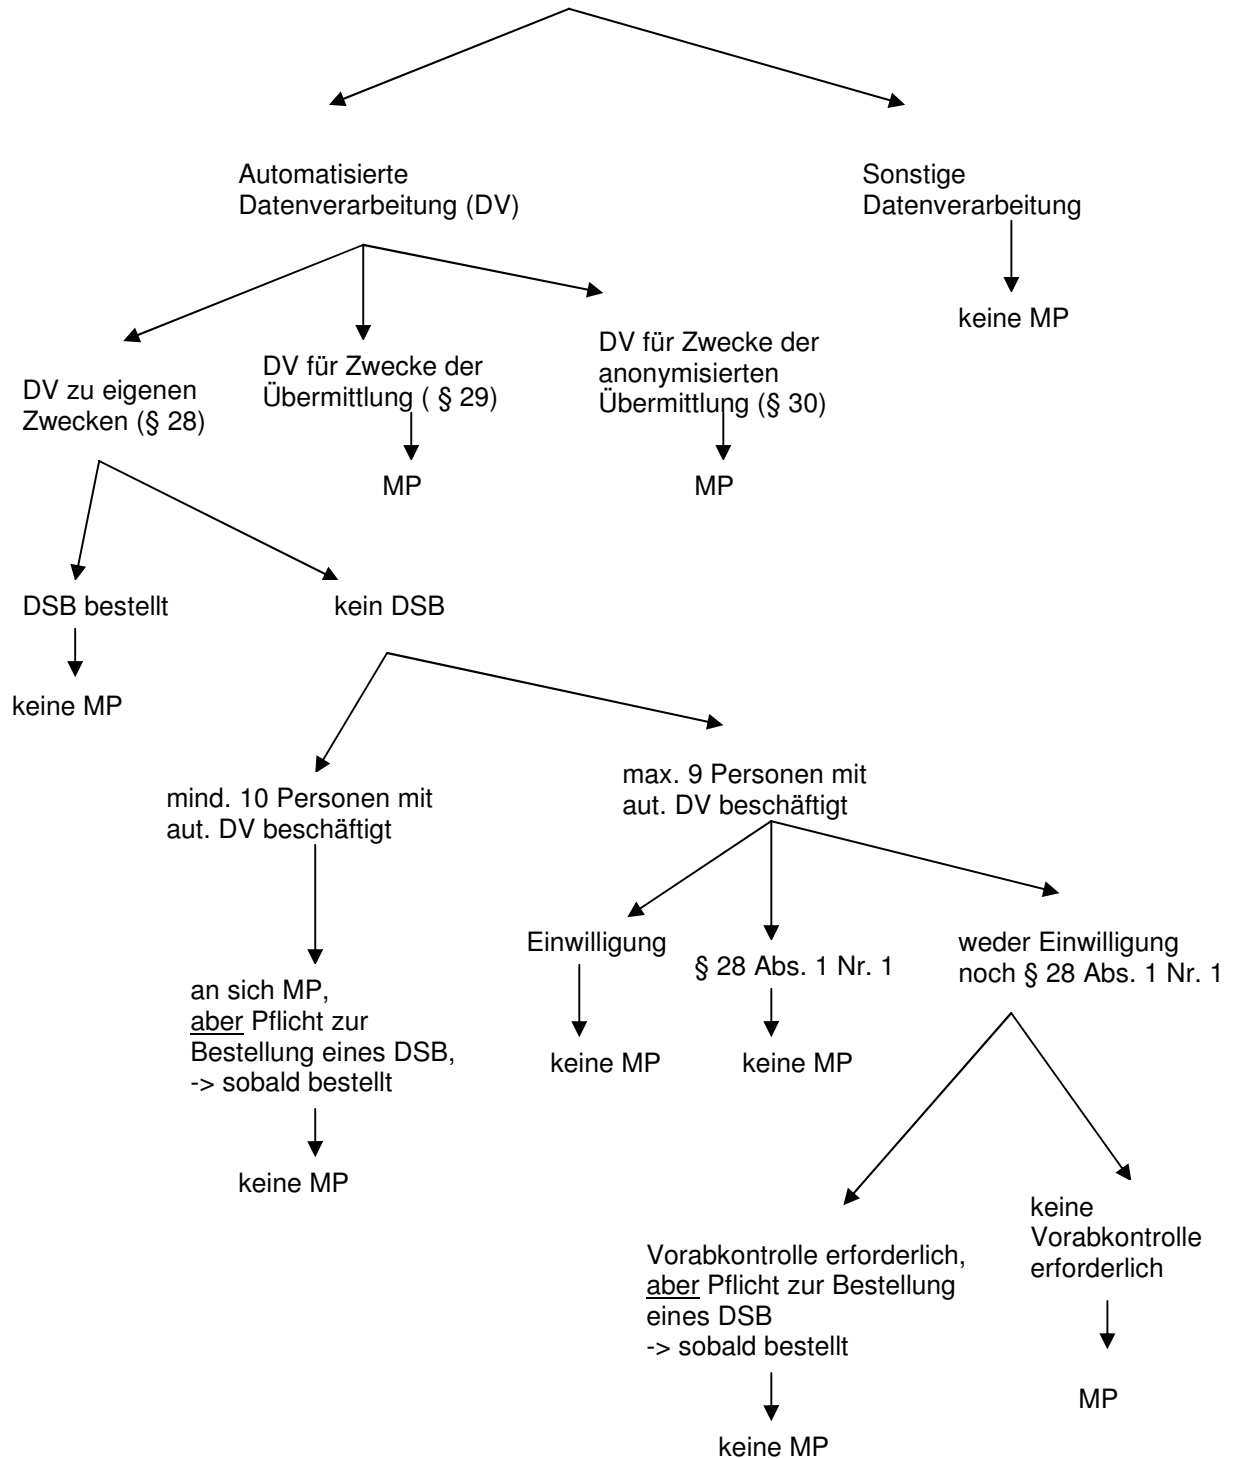 Automatisierte
Datenverarbeitung (DV)
Sonstige
Datenverarbeitung
keine MP
DV zu eigenen
Zwecken (§ 28)
DV für Zwecke der
Übermittlung ( § 29)
DV für Zwecke der
anonymisierten
Übermittlung (§ 30)
MP
MP
DSB bestellt
kein DSB
keine MP
mind. 10 Personen mit
aut. DV beschäftigt
max. 9 Personen mit
aut. DV beschäftigt
an sich MP,
aber Pflicht zur
Bestellung eines DSB,
-> sobald bestellt
keine MP
Einwilligung
§ 28 Abs. 1 Nr. 1
weder Einwilligung
noch § 28 Abs. 1 Nr. 1
keine MP
keine MP
Vorabkontrolle erforderlich,
aber Pflicht zur Bestellung
eines DSB
-> sobald bestellt
keine MP
keine
Vorabkontrolle
erforderlich
MP